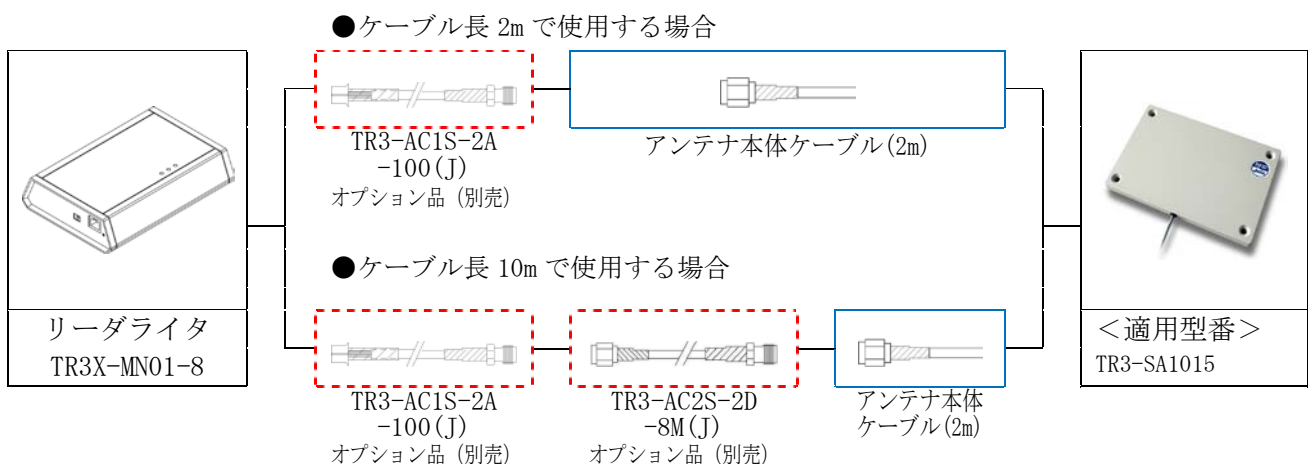 ●ケーブル長 2m で使用する場合
TR3-AC1S-2A
-100(J)
オプション品 (別売)
アンテナ本体ケーブル(2m)
●ケーブル長 10m で使用する場合
リーダライタ
TR3X-MN01-8
TR3-AC1S-2A
-100(J)
オプション品 (別売)
TR3-AC2S-2D
-8M(J)
オプション品 (別売)
アンテナ本体
ケーブル(2m)
＜適用型番＞
TR3-SA1015